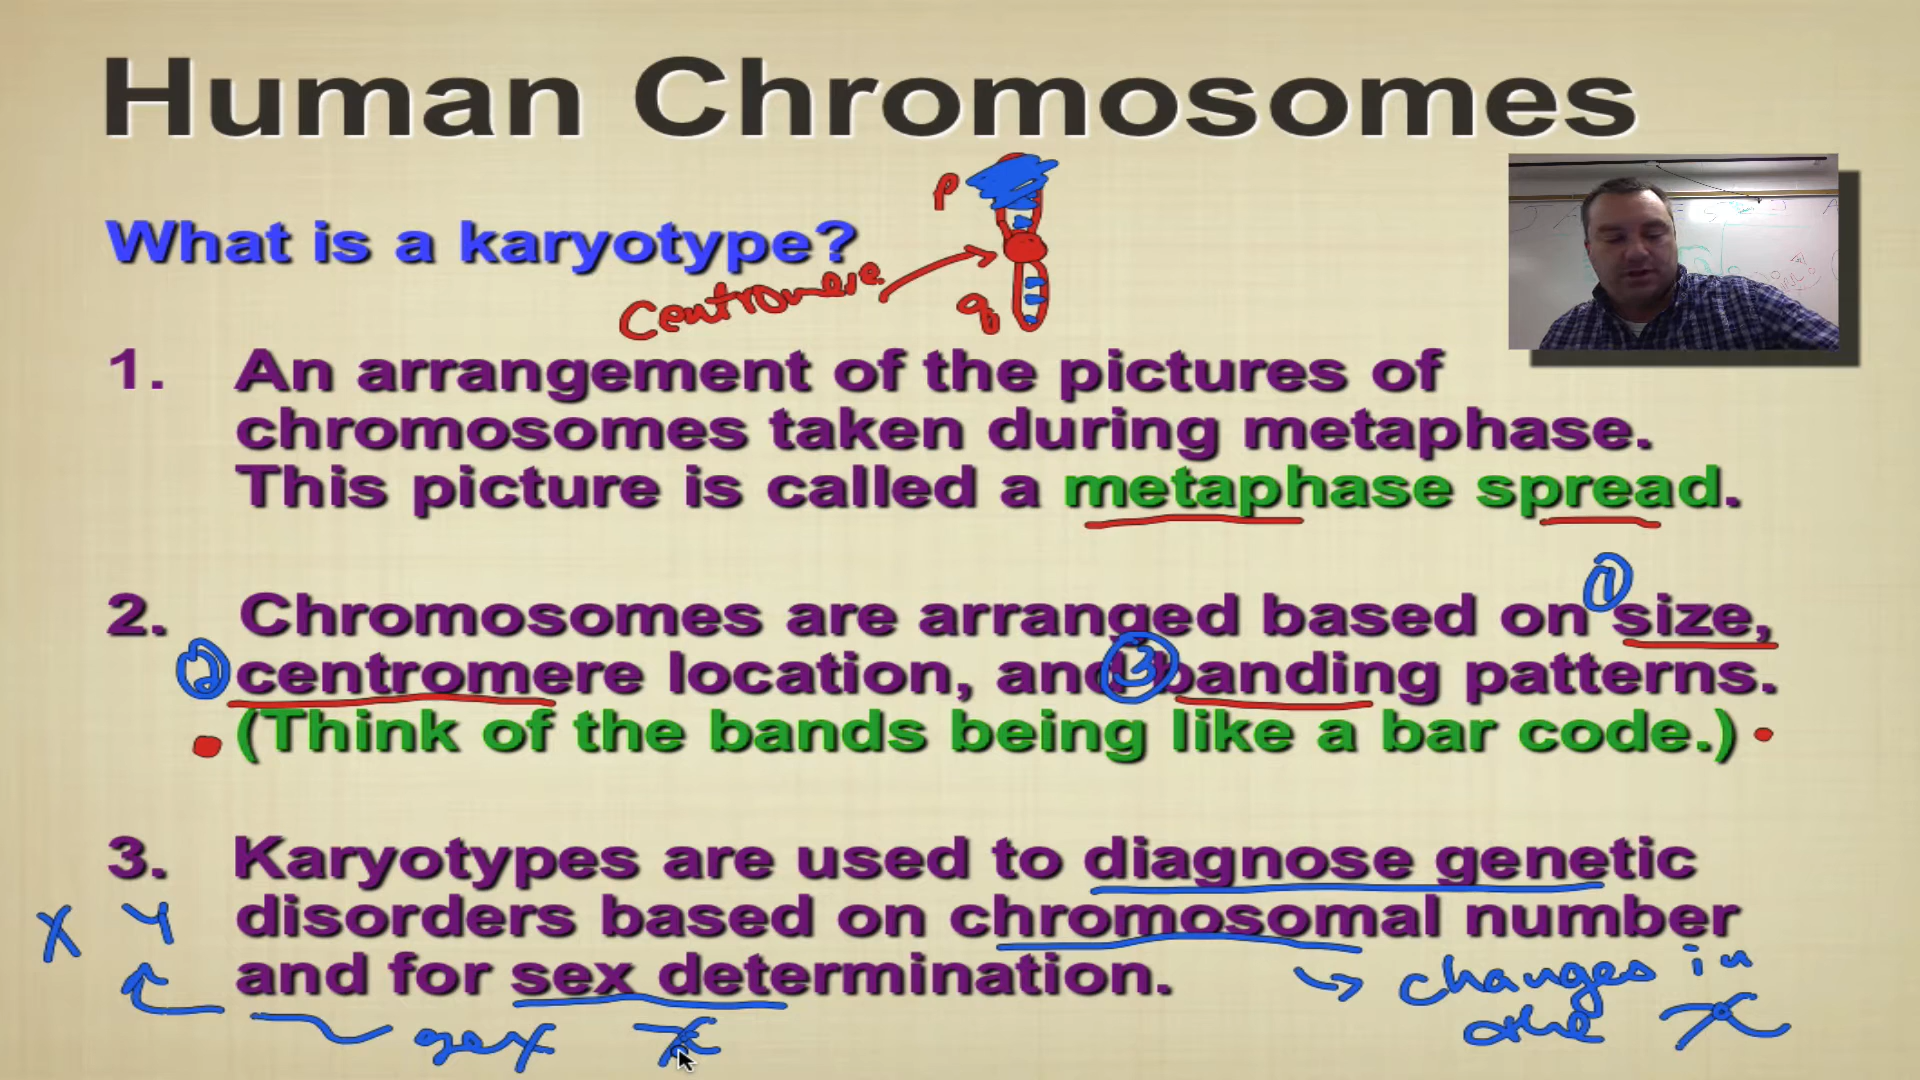 Human Chromosomes
What is a karyotype?
p
centromere
q
1. An arrangement of the pictures of
chromosomes taken during metaphase.
This picture is called a metaphase spread.
1
2. Chromosomes are arranged based on size,
2 centromere location, and 3 banding patterns.
(Think of the bands being like a bar code.)
3. Karyotypes are used to diagnose genetic
X Y disorders based on chromosomal number
and for sex determination.
changes in
the
sex